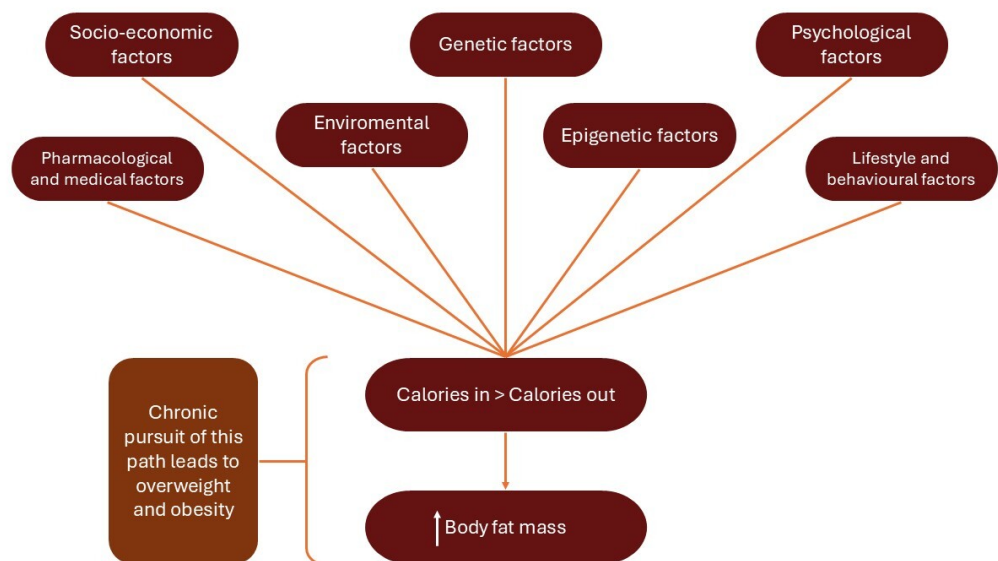 Socio-economic
factors
Genetic factors
Psychological
factors
Pharmacological
and medical factors
Enviromental
factors
Epigenetic factors
Lifestyle and
behavioural factors
Chronic
pursuit of this
path leads to
overweight
and obesity
Calories in > Calories out
↑Body fat mass